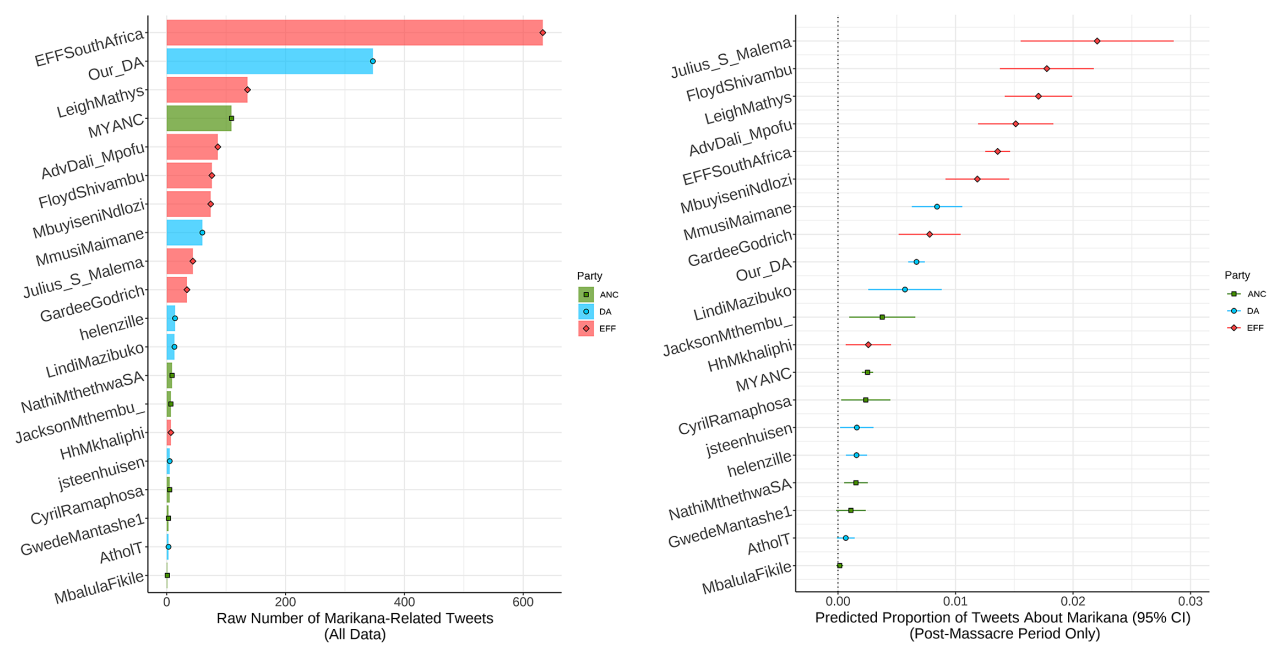 EFFSouthAfrica
Our_DA
LeighMathys
MYANC
AdvDali_Mpofu
FloydShivambu
MbuyiseniNdlozi
MmusiMaimane
Julius_S_Malema
GardeeGodrich
helenzille
LindiMazibuko
NathiMthethwaSA
JacksonMthembu_
HhMkhaliphi
jsteenhuisen
CyrilRamaphosa
GwedeMantashe1
AtholT
MbalulaFikile
0 200 400 600
Raw Number of Marikana-Related Tweets
(All Data)
Party
ANC
DA
EFF
Julius_S_Malema
FloydShivambu
LeighMathys
AdvDali_Mpofu
EFFSouthAfrica
MbuyiseniNdlozi
MmusiMaimane
GardeeGodrich
Our_DA
LindiMazibuko
JacksonMthembu_
HhMkhaliphi
MYANC
CyrilRamaphosa
jsteenhuisen
helenzille
NathiMthethwaSA
GwedeMantashe1
AtholT
MbalulaFikile
0.00 0.01 0.02 0.03
Predicted Proportion of Tweets About Marikana (95% CI)
(Post-Massacre Period Only)
Party
ANC
DA
EFF